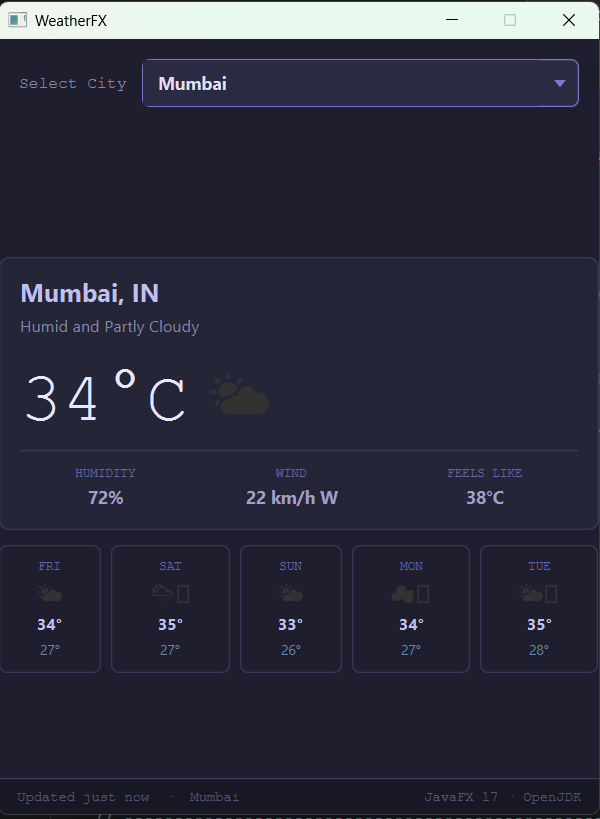 WeatherFX
Select City Mumbai
Mumbai, IN
Humid and Partly Cloudy
34°C
HUMIDITY WIND FEELS LIKE
72% 22 km/h W 38°C
FRI SAT SUN MON TUE
34° 35° 33° 34° 35°
27° 27° 26° 27° 28°
Updated just now · Mumbai JavaFX 17 · OpenJDK